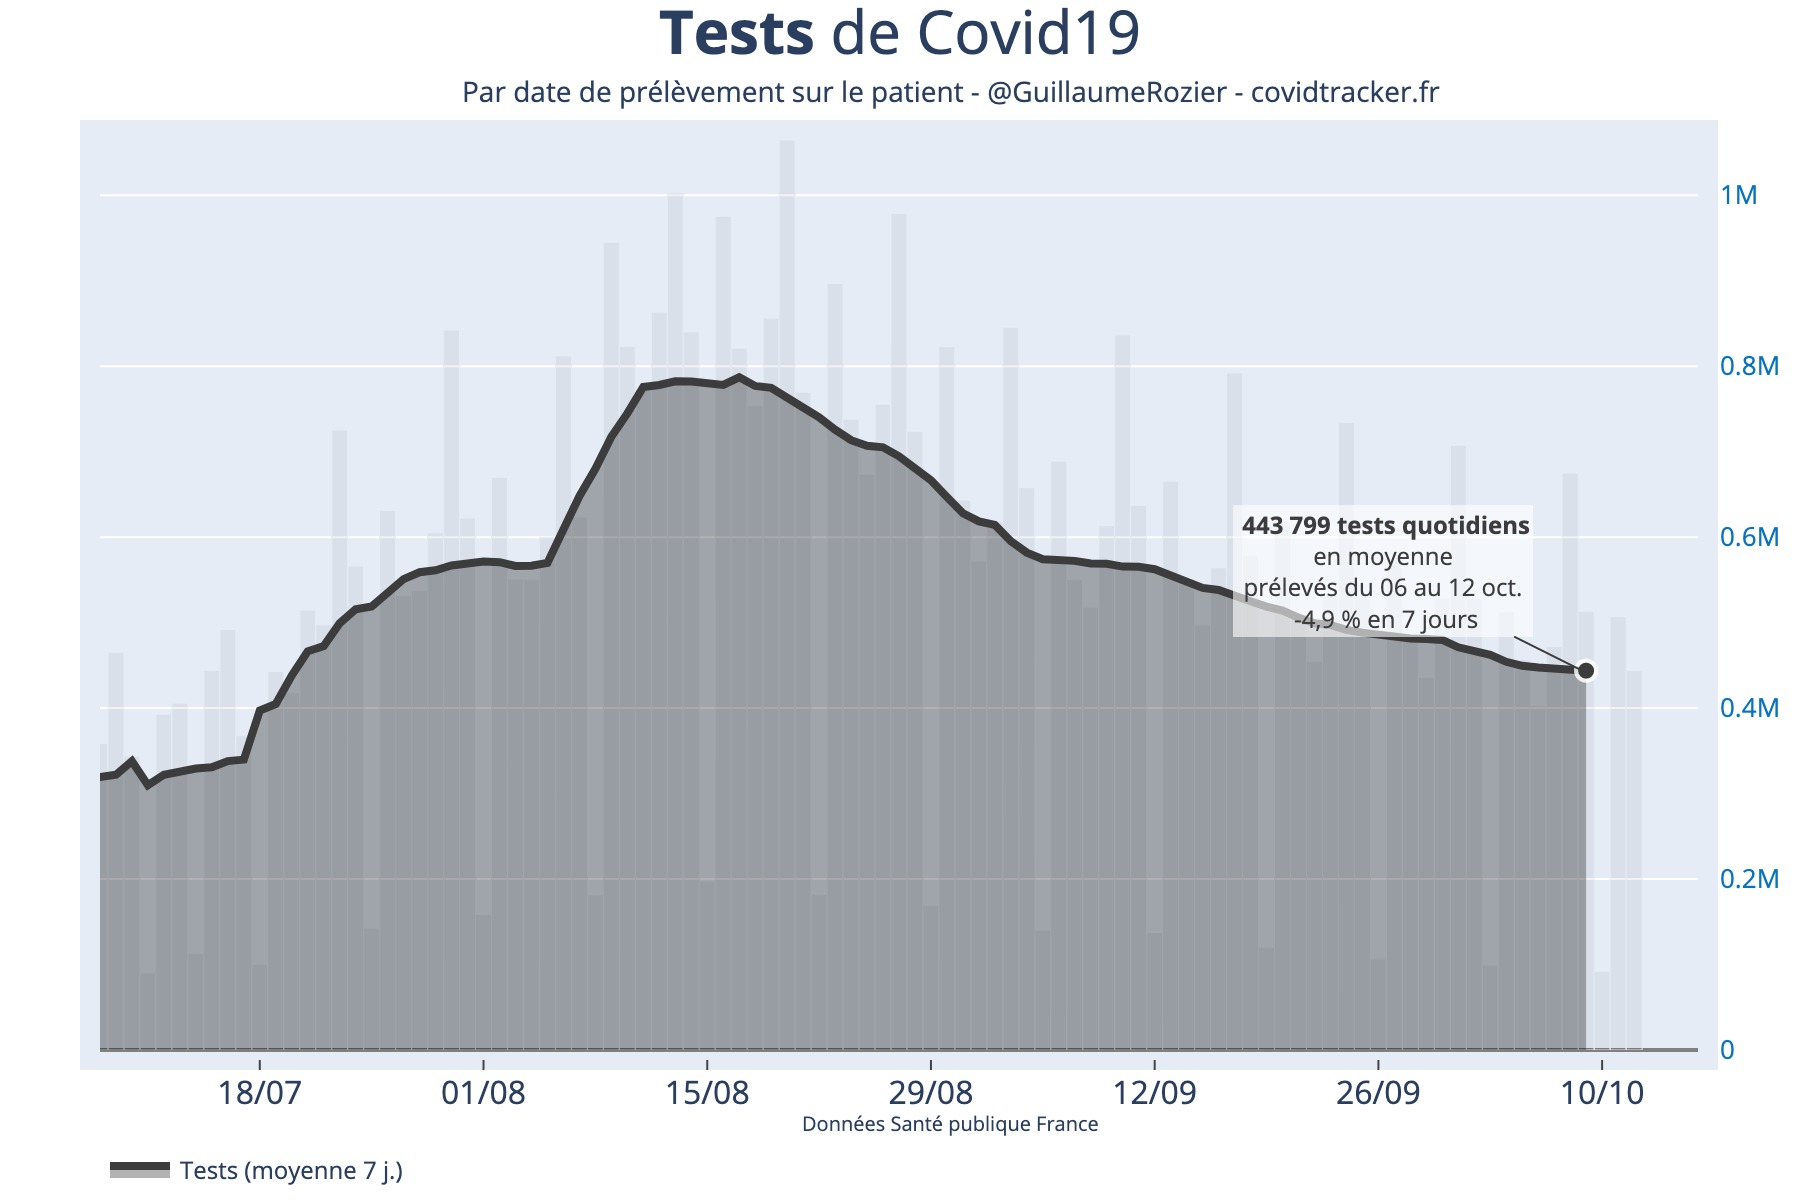 Tests de Covid19
Par date de prélèvement sur le patient - @GuillaumeRozier - covidtracker.fr
1M
0.8M
0.6M
0.4M
0.2M
0
443 799 tests quotidiens
en moyenne
prélevés du 06 au 12 oct.
-4,9 % en 7 jours
18/07 01/08 15/08 29/08 12/09 26/09 10/10
Données Santé publique France
Tests (moyenne 7 j.)